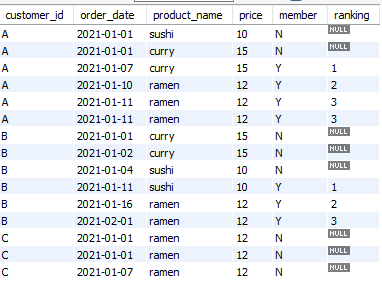 customer_id order_date product_name price member ranking
A 2021-01-01 sushi 10 N NULL
A 2021-01-01 curry 15 N NULL
A 2021-01-07 curry 15 Y 1
A 2021-01-10 ramen 12 Y 2
A 2021-01-11 ramen 12 Y 3
A 2021-01-11 ramen 12 Y 3
B 2021-01-01 curry 15 N NULL
B 2021-01-02 curry 15 N NULL
B 2021-01-04 sushi 10 N NULL
B 2021-01-11 sushi 10 Y 1
B 2021-01-16 ramen 12 Y 2
B 2021-02-01 ramen 12 Y 3
C 2021-01-01 ramen 12 N NULL
C 2021-01-01 ramen 12 N NULL
C 2021-01-07 ramen 12 N NULL